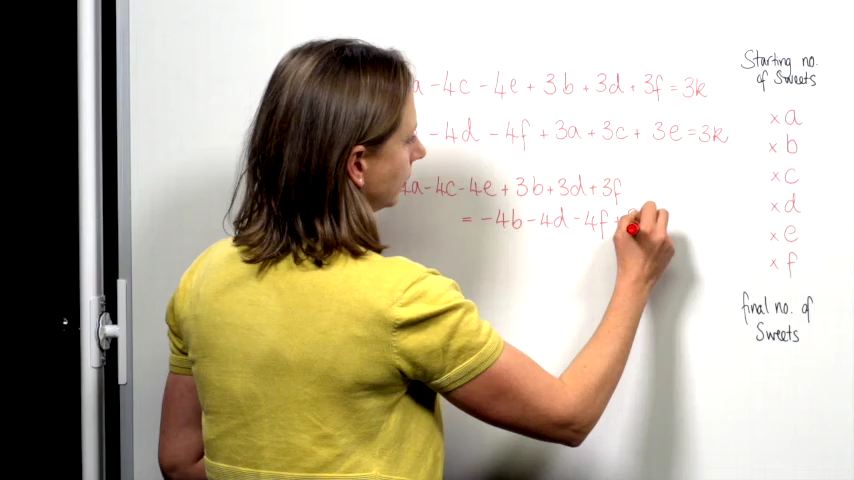 a - 4c - 4e + 3b + 3d + 3f = 3k
- 4d - 4f + 3a + 3c + 3e = 3k
4a - 4c - 4e + 3b + 3d + 3f
= - 4b - 4d - 4f +
Starting no.
of Sweets
x a
x b
x c
x d
x e
x f
final no. of
Sweets